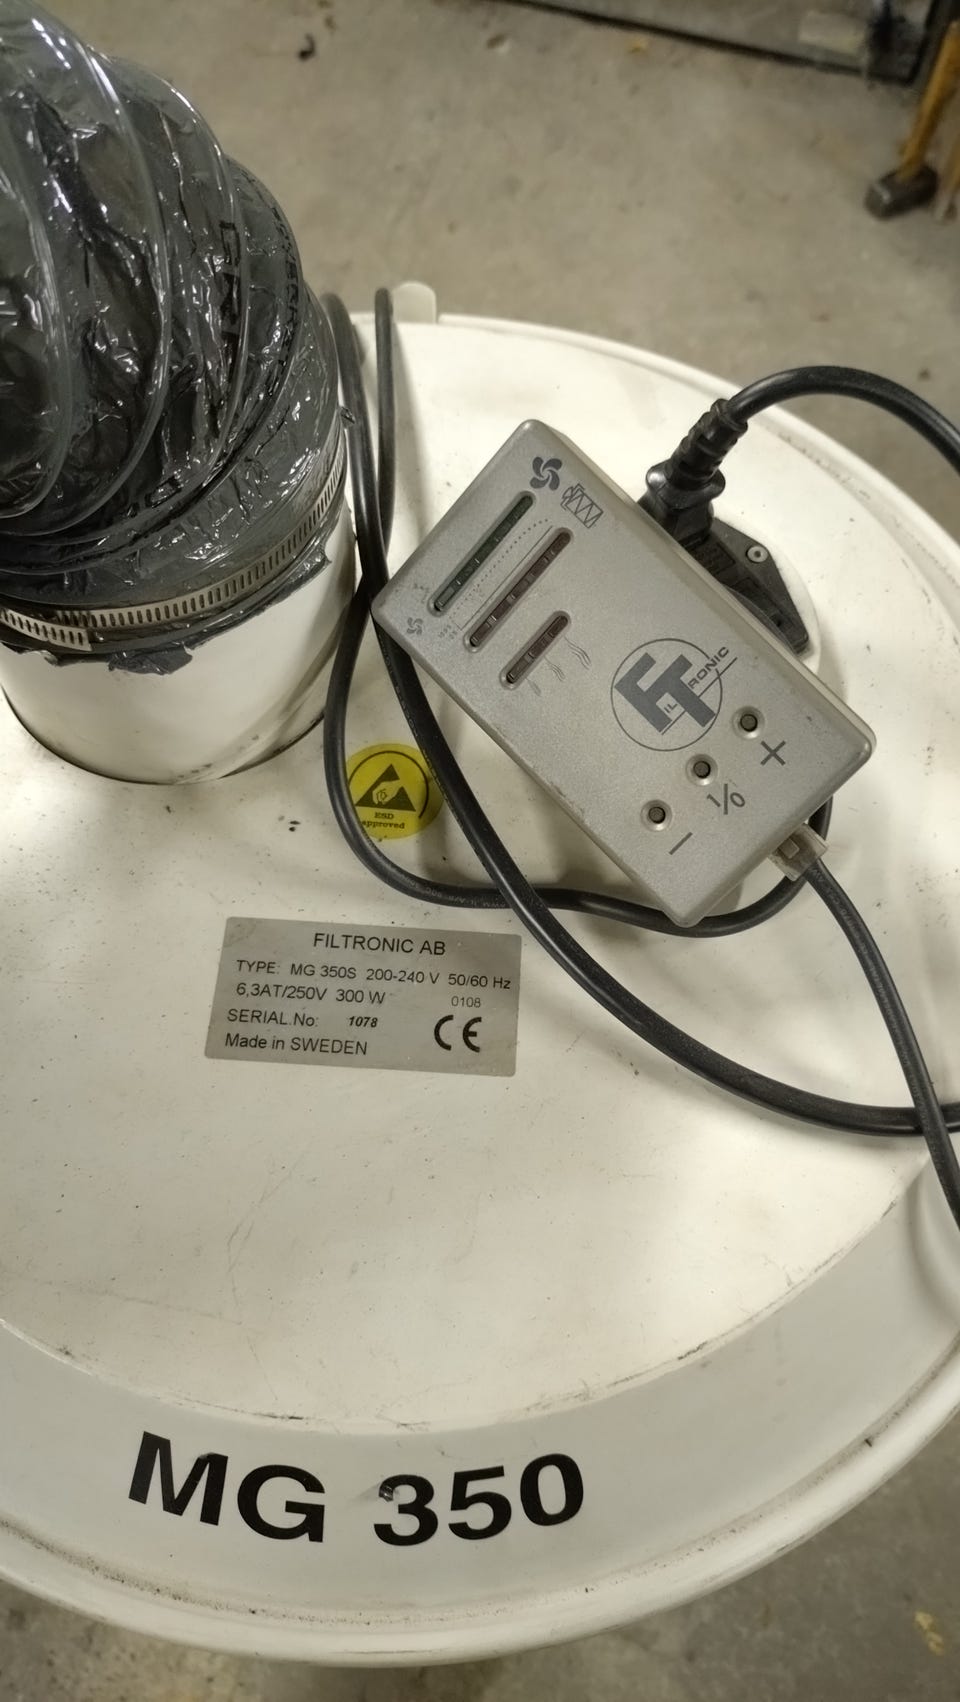 FILTRONIC
+
I/O
−
ESD
approved
FILTRONIC AB
TYPE: MG 350S 200-240 V 50/60 Hz
6,3AT/250V 300 W 0108
SERIAL.No: 1078 CE
Made in SWEDEN
MG 350